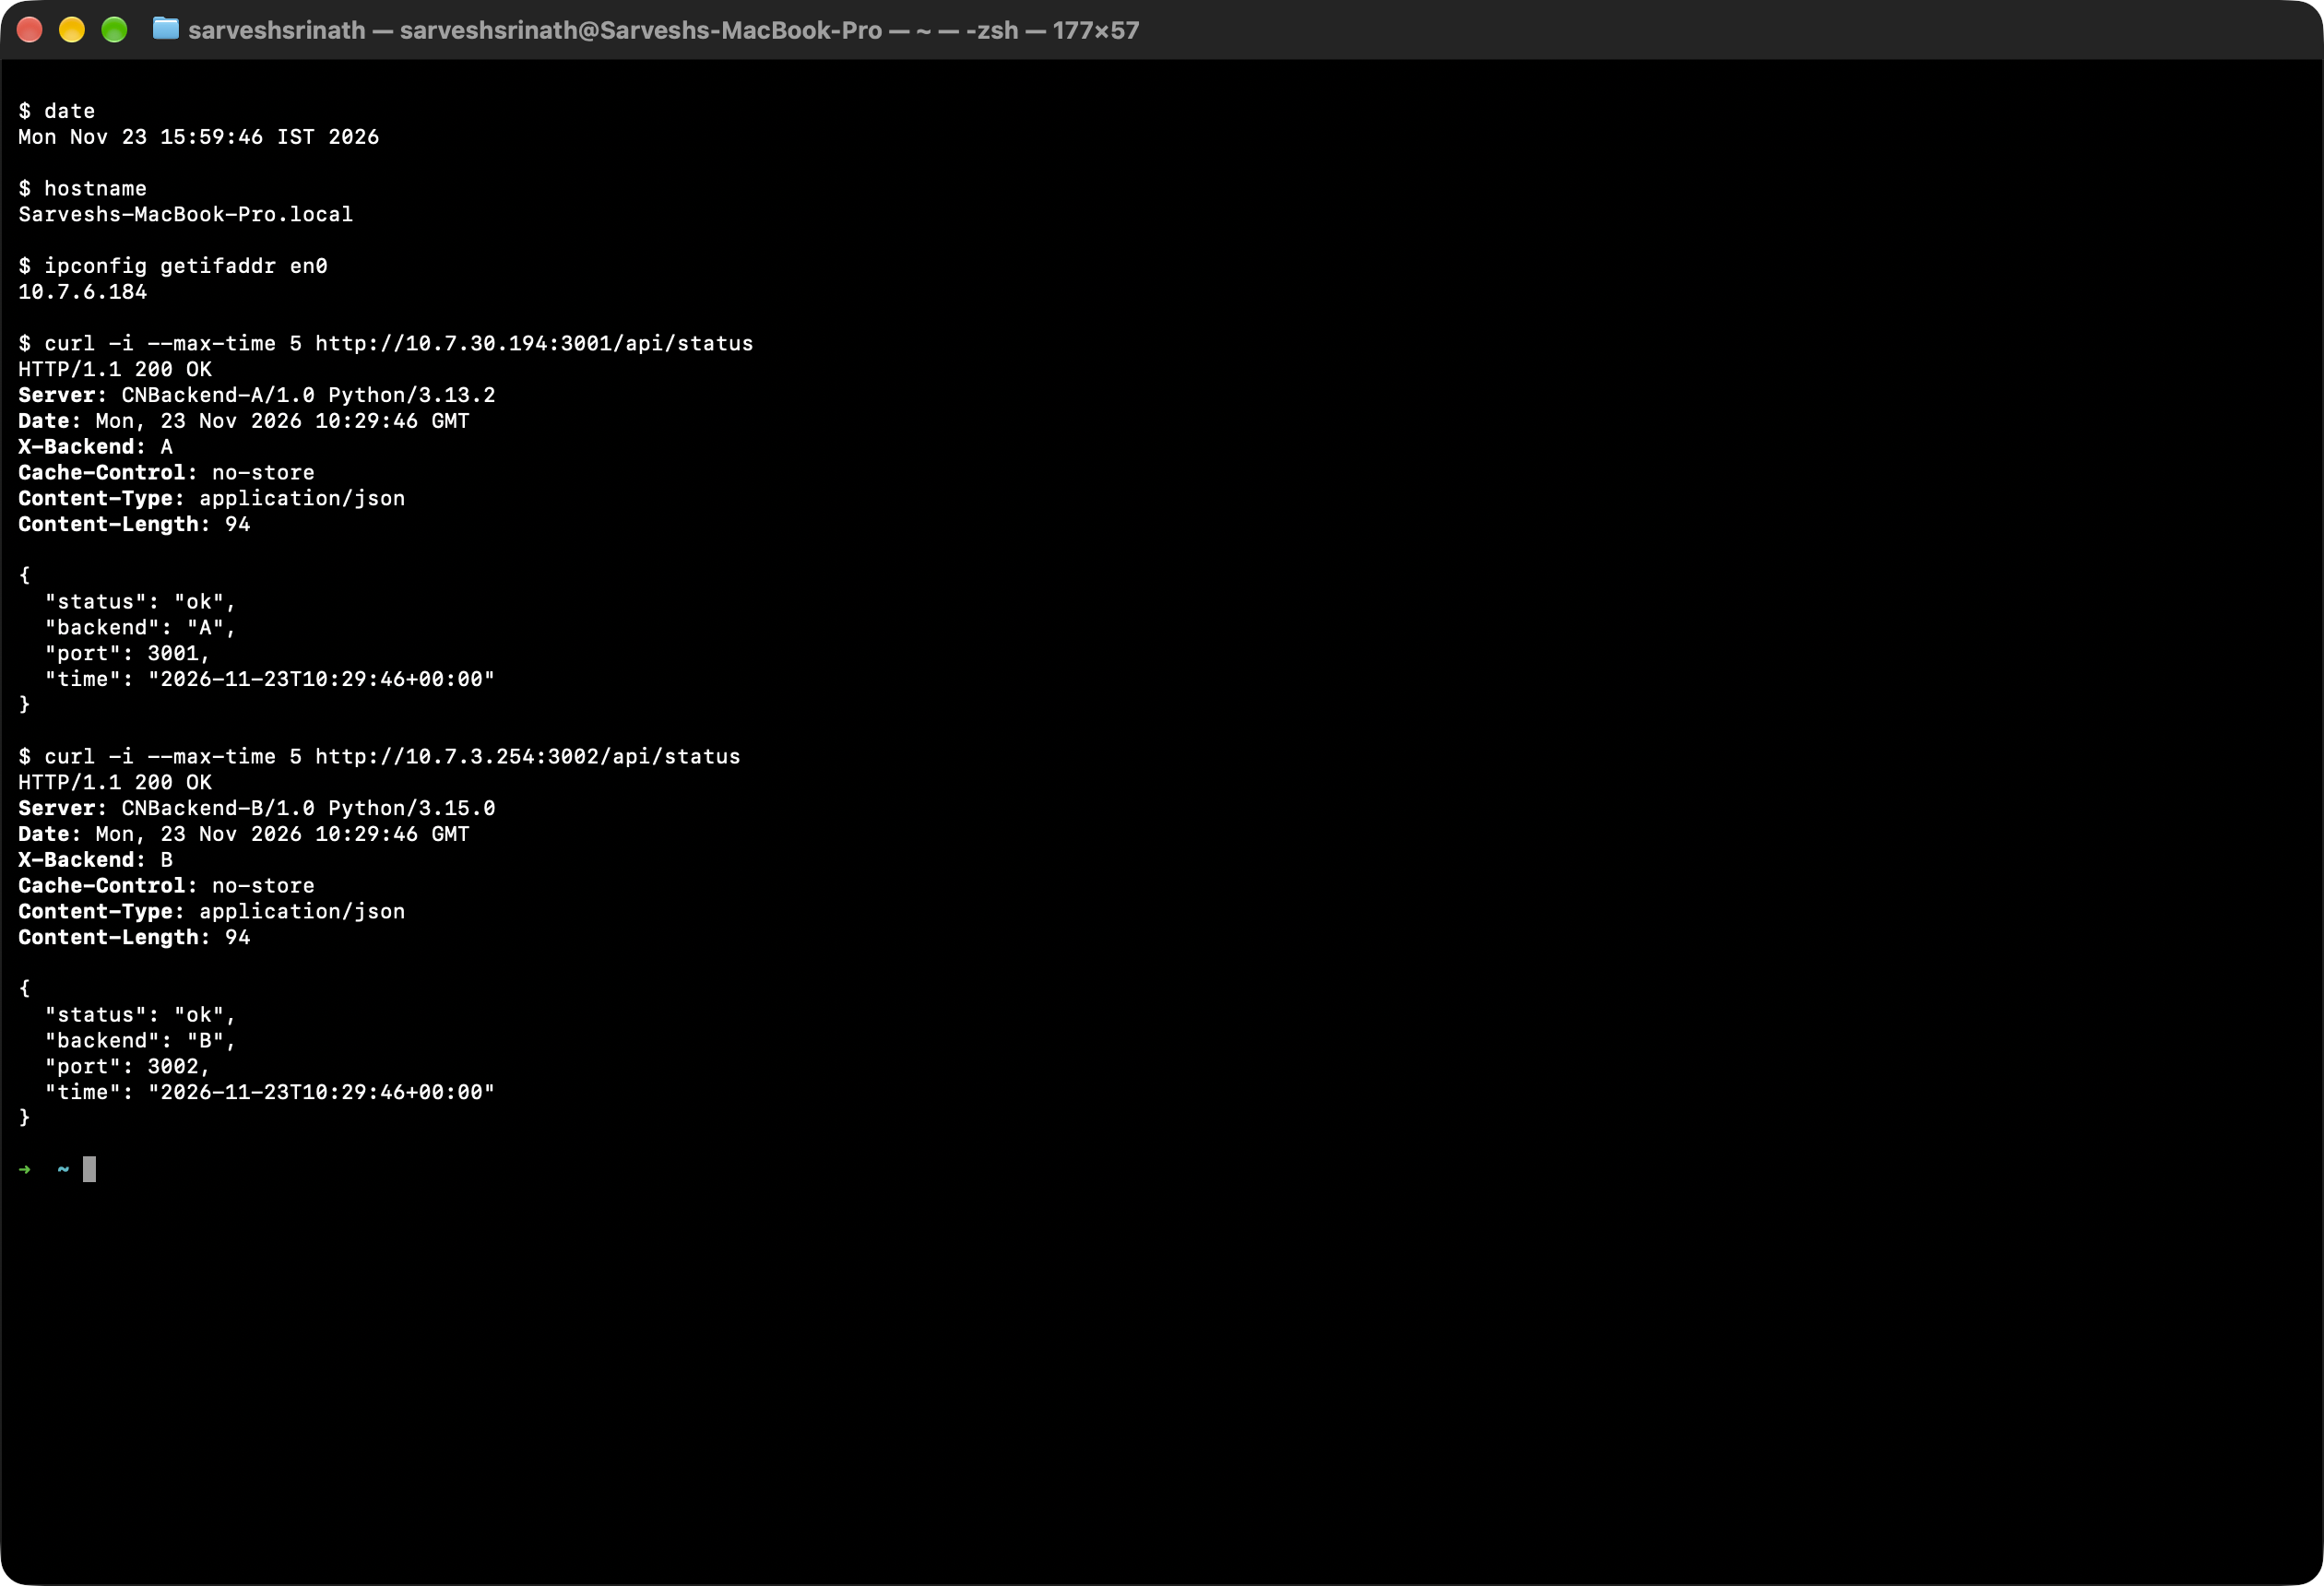 sarveshsrinath — sarveshsrinath@Sarveshs-MacBook-Pro — ~ — -zsh — 177×57
$ date
Mon Nov 23 15:59:46 IST 2026
$ hostname
Sarveshs-MacBook-Pro.local
$ ipconfig getifaddr en0
10.7.6.184
$ curl -i --max-time 5 http://10.7.30.194:3001/api/status
HTTP/1.1 200 OK
Server: CNBackend-A/1.0 Python/3.13.2
Date: Mon, 23 Nov 2026 10:29:46 GMT
X-Backend: A
Cache-Control: no-store
Content-Type: application/json
Content-Length: 94
{
  "status": "ok",
  "backend": "A",
  "port": 3001,
  "time": "2026-11-23T10:29:46+00:00"
}
$ curl -i --max-time 5 http://10.7.3.254:3002/api/status
HTTP/1.1 200 OK
Server: CNBackend-B/1.0 Python/3.15.0
Date: Mon, 23 Nov 2026 10:29:46 GMT
X-Backend: B
Cache-Control: no-store
Content-Type: application/json
Content-Length: 94
{
  "status": "ok",
  "backend": "B",
  "port": 3002,
  "time": "2026-11-23T10:29:46+00:00"
}
→ ~